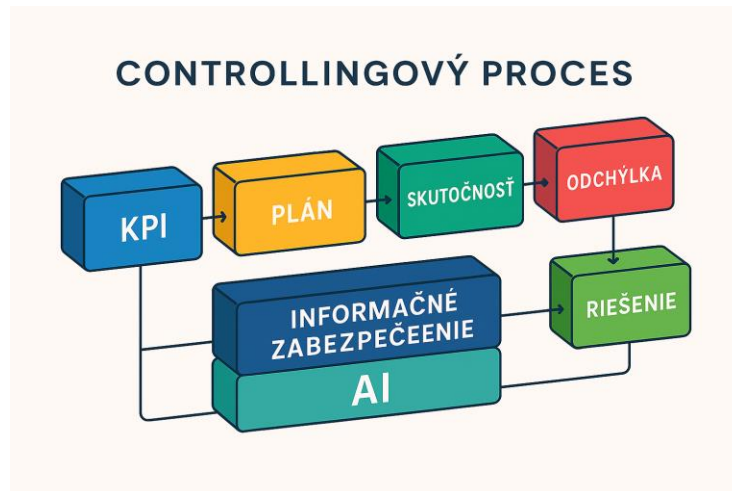 CONTROLLINGOVÝ PROCES
KPI
PLÁN
SKUTOČNOSŤ
ODCHÝLKA
INFORMAČNÉ
ZABEZPEČEENIE
RIEŠENIE
AI